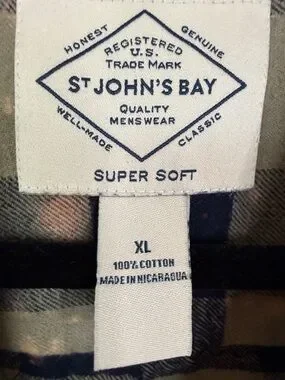 HONEST
GENUINE
REGISTERED
U.S.
TRADE MARK
ST JOHN'S BAY
QUALITY
MENSWEAR
WELL-MADE
CLASSIC
SUPER SOFT
XL
100% COTTON
MADE IN NICARAGUA